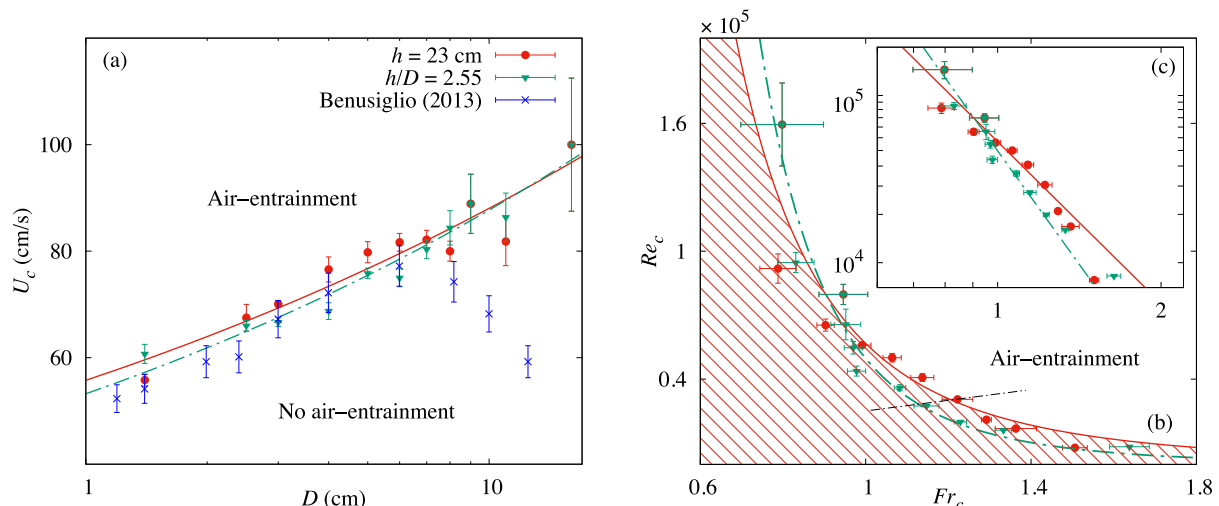 (a)
h = 23 cm
h/D = 2.55
Benusiglio (2013)
100
80
60
U_c (cm/s)
Air−entrainment
No air−entrainment
1
10
D (cm)
× 10^5
1.6
1
0.4
Re_c
(c)
10^5
10^4
1
2
Air−entrainment
(b)
0.6
1
1.4
1.8
Fr_c